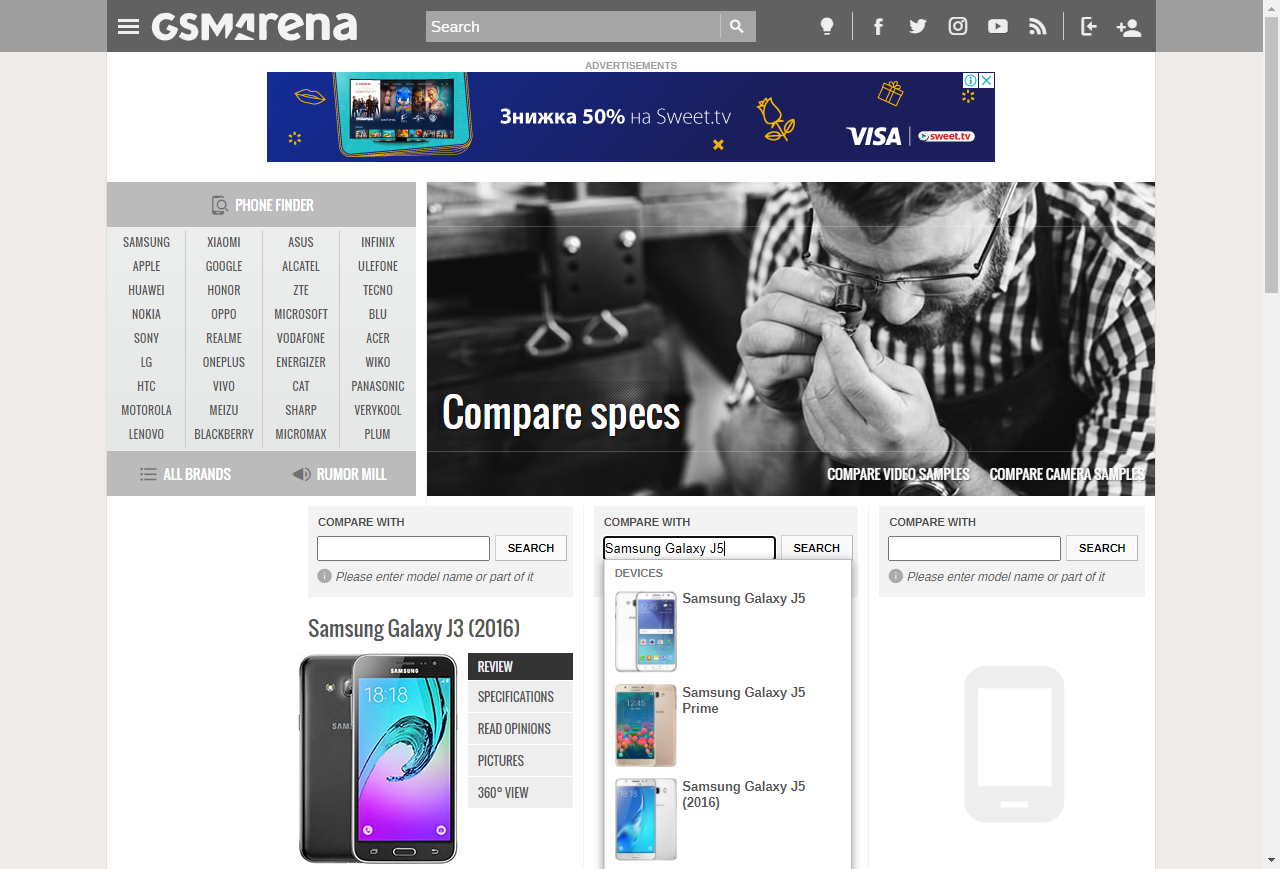 GSMArena
Search
ADVERTISEMENTS
Знижка 50% на Sweet.tv
VISA
sweet.tv
PHONE FINDER
SAMSUNG XIAOMI ASUS INFINIX
APPLE GOOGLE ALCATEL ULEFONE
HUAWEI HONOR ZTE TECNO
NOKIA OPPO MICROSOFT BLU
SONY REALME VODAFONE ACER
LG ONEPLUS ENERGIZER WIKO
HTC VIVO CAT PANASONIC
MOTOROLA MEIZU SHARP VERYKOOL
LENOVO BLACKBERRY MICROMAX PLUM
ALL BRANDS RUMOR MILL
Compare specs
COMPARE VIDEO SAMPLES COMPARE CAMERA SAMPLES
COMPARE WITH
SEARCH
Please enter model name or part of it
Samsung Galaxy J3 (2016)
SAMSUNG
18:18
REVIEW
SPECIFICATIONS
READ OPINIONS
PICTURES
360° VIEW
COMPARE WITH
Samsung Galaxy J5
SEARCH
DEVICES
Samsung Galaxy J5
Samsung Galaxy J5
Prime
Samsung Galaxy J5
(2016)
COMPARE WITH
SEARCH
Please enter model name or part of it